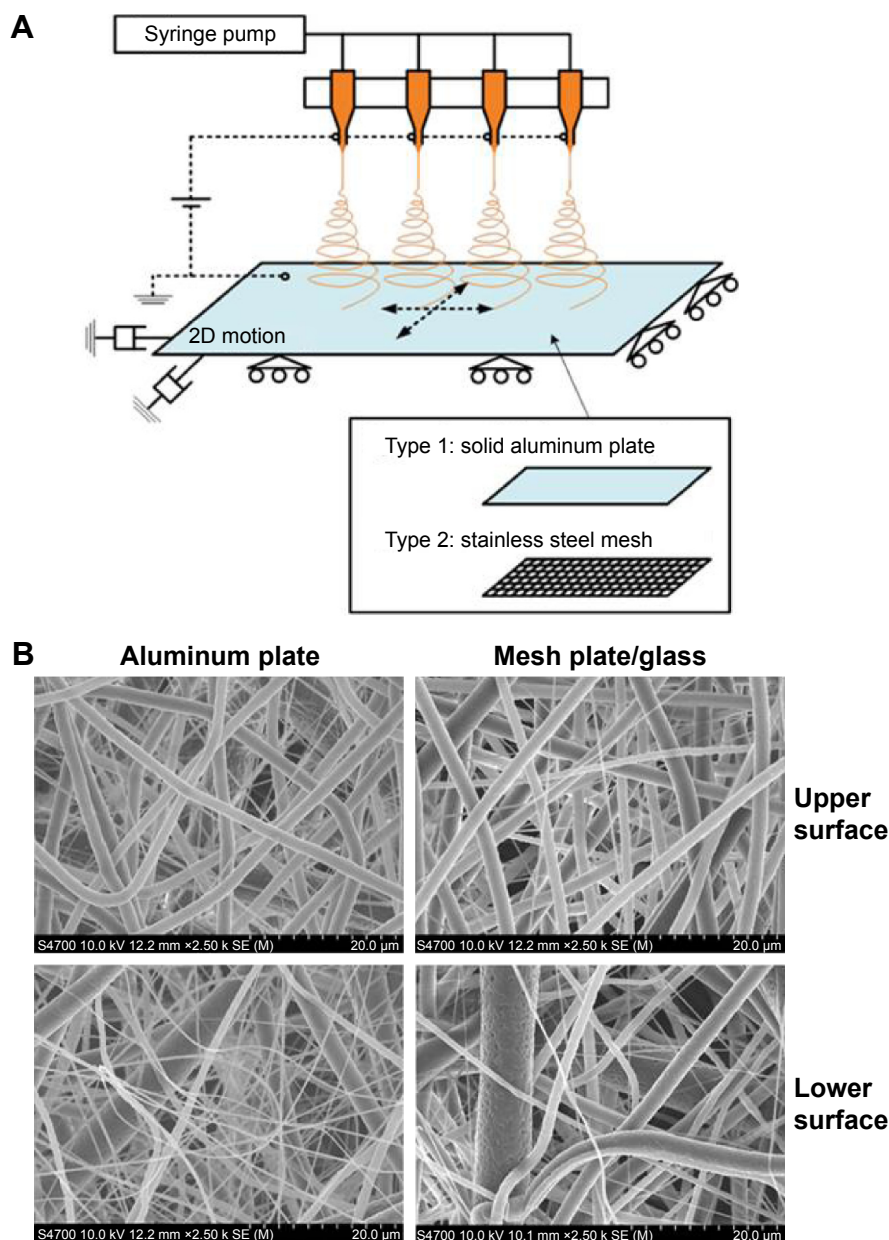 A
Syringe pump
2D motion
Type 1: solid aluminum plate
Type 2: stainless steel mesh
B
Aluminum plate
Mesh plate/glass
S4700 10.0 kV 12.2 mm ×2.50 k SE (M)
20.0 µm
S4700 10.0 kV 12.2 mm ×2.50 k SE (M)
20.0 µm
Upper
surface
S4700 10.0 kV 12.2 mm ×2.50 k SE (M)
20.0 µm
S4700 10.0 kV 10.1 mm ×2.50 k SE (M)
20.0 µm
Lower
surface